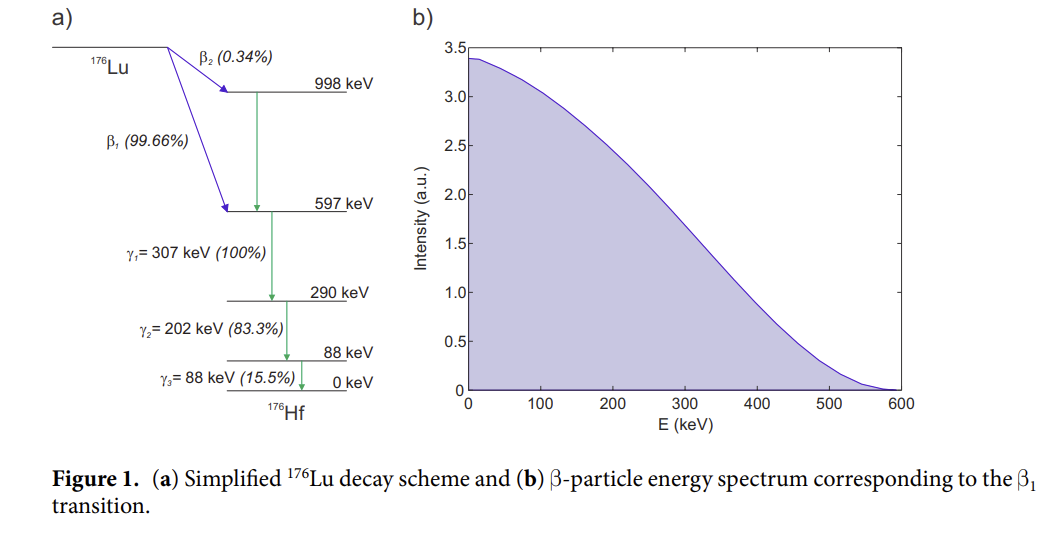 a)
¹⁷⁶Lu
β₂ (0.34%)
998 keV
β₁ (99.66%)
597 keV
γ₁= 307 keV (100%)
290 keV
γ₂= 202 keV (83.3%)
88 keV
γ₃= 88 keV (15.5%)
0 keV
¹⁷⁶Hf
b)
3.5
3.0
2.5
2.0
1.5
1.0
0.5
0
Intensity (a.u.)
0 100 200 300 400 500 600
E (keV)
Figure 1. (a) Simplified ¹⁷⁶Lu decay scheme and (b) β-particle energy spectrum corresponding to the β₁
transition.